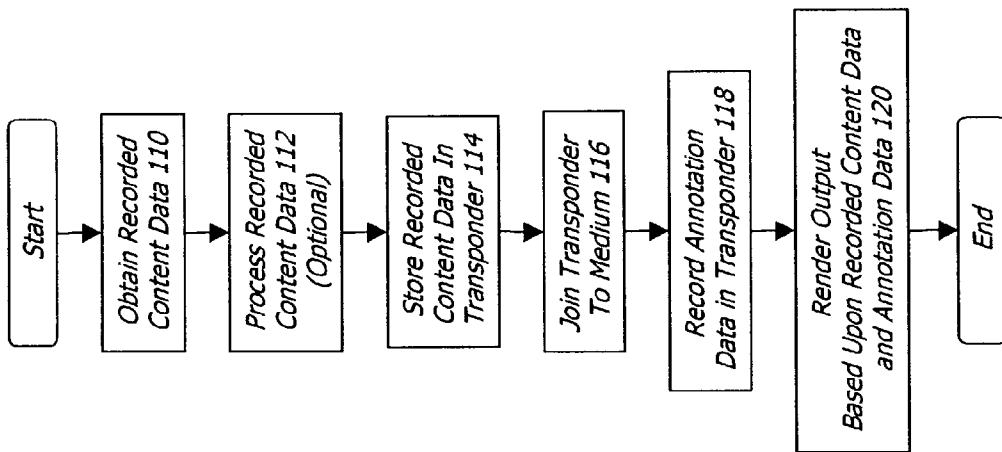 Start
Obtain Recorded
Content Data 110
Process Recorded
Content Data 112
(Optional)
Store Recorded
Content Data In
Transponder 114
Join Transponder
To Medium 116
Record Annotation
Data in Transponder 118
Render Output
Based Upon Recorded Content Data
and Annotation Data 120
End